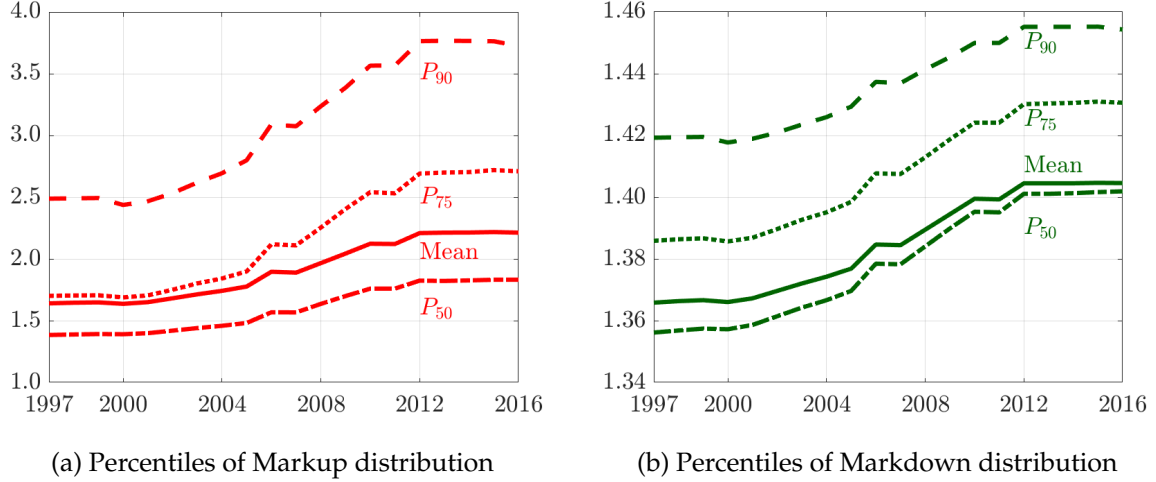 4.0
3.5
3.0
2.5
2.0
1.5
1.0
P90
P75
Mean
P50
1997 2000 2004 2008 2012 2016
(a) Percentiles of Markup distribution
1.46
1.44
1.42
1.40
1.38
1.36
1.34
P90
P75
Mean
P50
1997 2000 2004 2008 2012 2016
(b) Percentiles of Markdown distribution